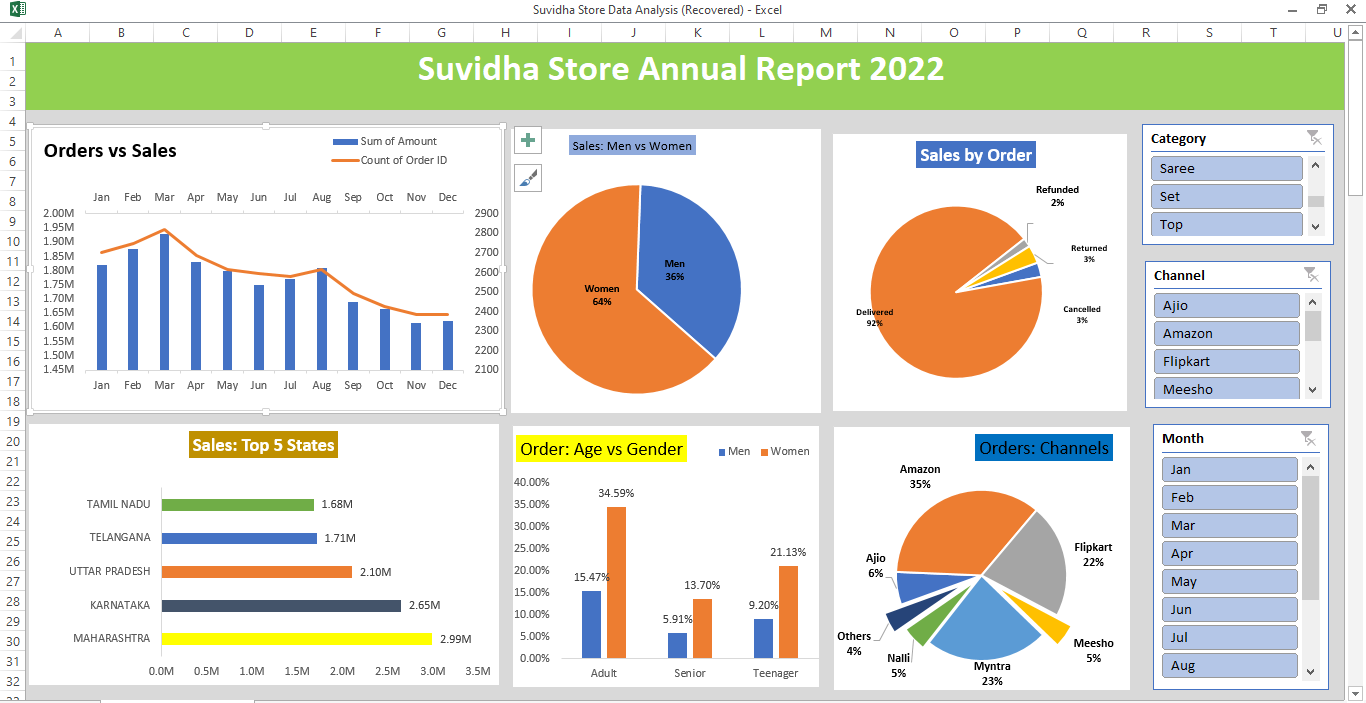 Suvidha Store Data Analysis (Recovered) - Excel
A B C D E F G H I J K L M N O P Q R S T U
1
2
3
4
5
6
7
8
9
10
11
12
13
14
15
16
17
18
19
20
21
22
23
24
25
26
27
28
29
30
31
32
Suvidha Store Annual Report 2022
Orders vs Sales
Sum of Amount
Count of Order ID
Jan Feb Mar Apr May Jun Jul Aug Sep Oct Nov Dec
2.00M
1.95M
1.90M
1.85M
1.80M
1.75M
1.70M
1.65M
1.60M
1.55M
1.50M
1.45M
2900
2800
2700
2600
2500
2400
2300
2200
2100
Jan Feb Mar Apr May Jun Jul Aug Sep Oct Nov Dec
Sales: Men vs Women
Men
36%
Women
64%
Sales by Order
Refunded
2%
Returned
3%
Cancelled
3%
Delivered
92%
Category
Saree
Set
Top
Channel
Ajio
Amazon
Flipkart
Meesho
Sales: Top 5 States
TAMIL NADU 1.68M
TELANGANA 1.71M
UTTAR PRADESH 2.10M
KARNATAKA 2.65M
MAHARASHTRA 2.99M
0.0M 0.5M 1.0M 1.5M 2.0M 2.5M 3.0M 3.5M
Order: Age vs Gender
Men Women
40.00%
35.00%
30.00%
25.00%
20.00%
15.00%
10.00%
5.00%
0.00%
34.59%
15.47%
13.70%
5.91%
21.13%
9.20%
Adult Senior Teenager
Orders: Channels
Amazon
35%
Flipkart
22%
Ajio
6%
Others
4%
Nalli
5%
Myntra
23%
Meesho
5%
Month
Jan
Feb
Mar
Apr
May
Jun
Jul
Aug